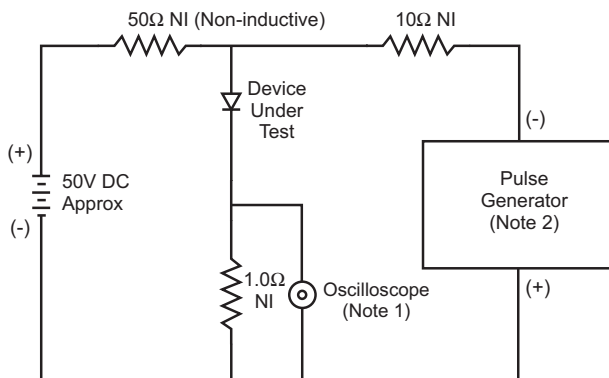 50Ω NI (Non-inductive)
10Ω NI
Device
Under
Test
(+)
50V DC
Approx
(-)
(-)
Pulse
Generator
(Note 2)
(+)
1.0Ω
NI
Oscilloscope
(Note 1)